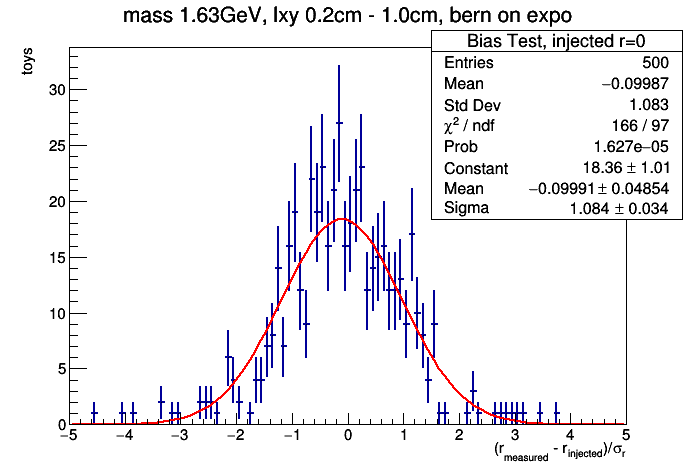 mass 1.63GeV, lxy 0.2cm - 1.0cm, bern on expo
toys
Bias Test, injected r=0
Entries 500
Mean −0.09987
Std Dev 1.083
χ² / ndf 166 / 97
Prob 1.627e−05
Constant 18.36 ± 1.01
Mean −0.09991 ± 0.04854
Sigma 1.084 ± 0.034
30
25
20
15
10
5
0
−5 −4 −3 −2 −1 0 1 2 3 4 5
(r_measured - r_injected)/σ_r